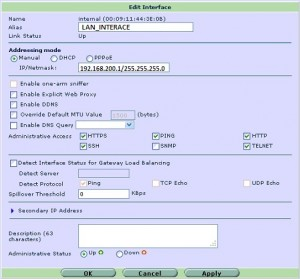 Edit Interface
Name internal (00:09:11:44:3E:0B)
Alias LAN_INTERACE
Link Status Up
Addressing mode
Manual DHCP PPPoE
IP/Netmask: 192.168.200.1/255.255.255.0
Enable one-arm sniffer
Enable Explicit Web Proxy
Enable DDNS
Override Default MTU Value 1500 (bytes)
Enable DNS Query
Administrative Access HTTPS PING HTTP
SSH SNMP TELNET
Detect Interface Status for Gateway Load Balancing
Detect Server
Detect Protocol Ping TCP Echo UDP Echo
Spillover Threshold 0 KBps
Secondary IP Address
Description (63
characters)
Administrative Status Up Down
OK Cancel Apply